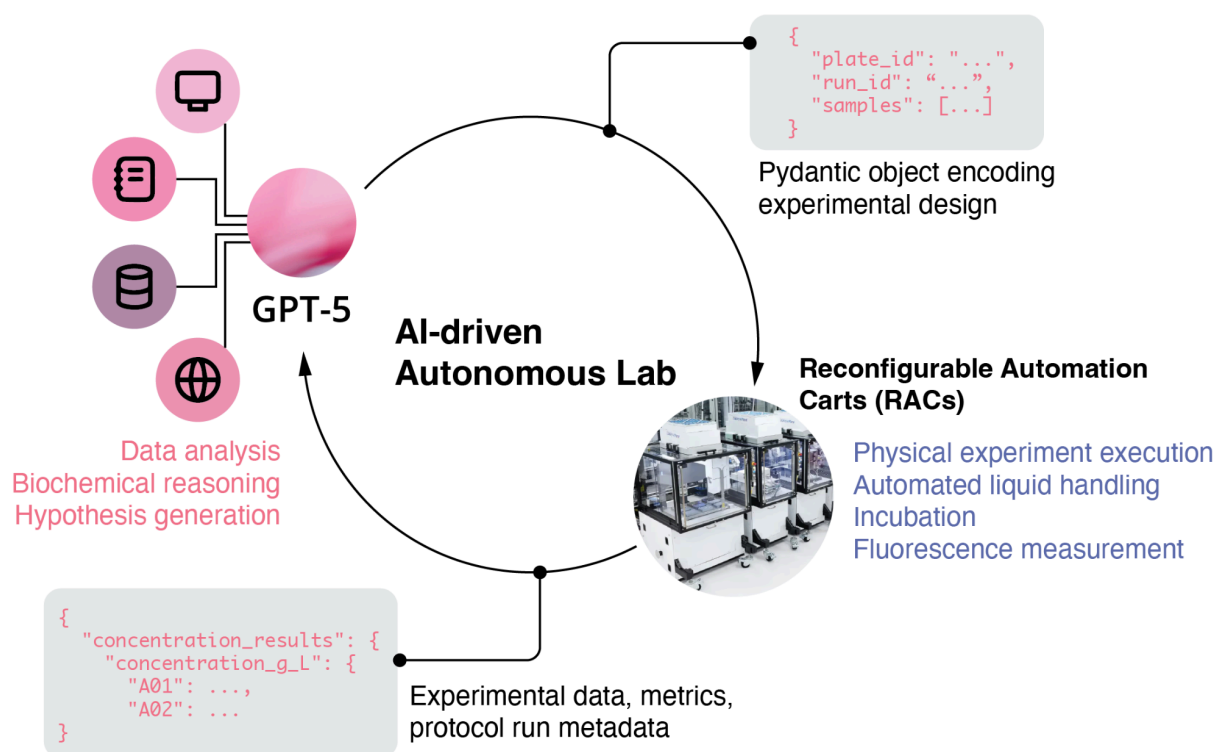 {
"plate_id": "...",
"run_id": “...”,
"samples": [...]
}
Pydantic object encoding
experimental design
GPT-5
AI-driven
Autonomous Lab
Reconfigurable Automation
Carts (RACs)
Data analysis
Biochemical reasoning
Hypothesis generation
Physical experiment execution
Automated liquid handling
Incubation
Fluorescence measurement
{
"concentration_results": {
"concentration_g_L": {
"A01": ...,
"A02": ...
}
Experimental data, metrics,
protocol run metadata